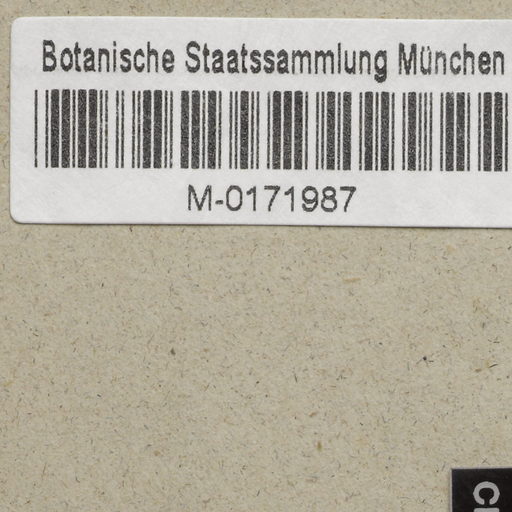 Botanische Staatssammlung München
M-0171987